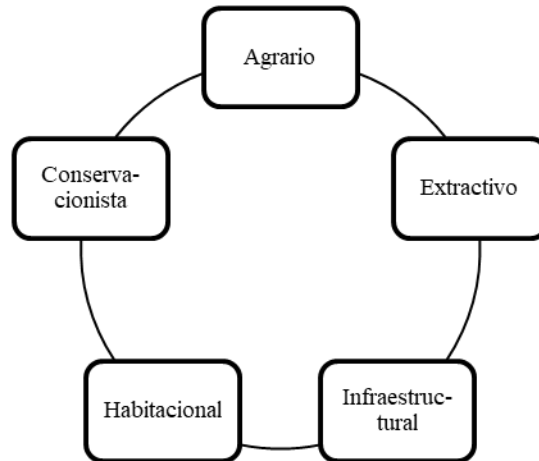 Agrario
Conserva-
cionista
Extractivo
Habitacional
Infraestruc-
tural